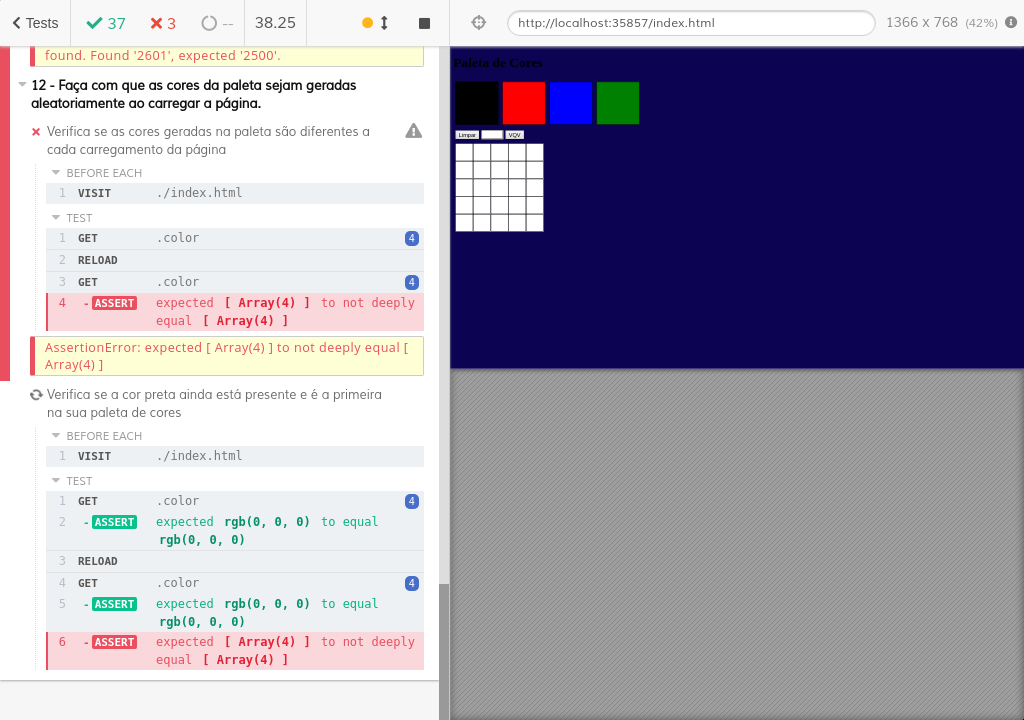 Tests
37
3
--
38.25
http://localhost:35857/index.html
1366 x 768 (42%)
found. Found '2601', expected '2500'.
12 - Faça com que as cores da paleta sejam geradas
aleatoriamente ao carregar a página.
Verifica se as cores geradas na paleta são diferentes a
cada carregamento da página
BEFORE EACH
1 VISIT ./index.html
TEST
1 GET .color 4
2 RELOAD
3 GET .color 4
4 -ASSERT expected [ Array(4) ] to not deeply
equal [ Array(4) ]
AssertionError: expected [ Array(4) ] to not deeply equal [
Array(4) ]
Verifica se a cor preta ainda está presente e é a primeira
na sua paleta de cores
BEFORE EACH
1 VISIT ./index.html
TEST
1 GET .color 4
2 -ASSERT expected rgb(0, 0, 0) to equal
rgb(0, 0, 0)
3 RELOAD
4 GET .color 4
5 -ASSERT expected rgb(0, 0, 0) to equal
rgb(0, 0, 0)
6 -ASSERT expected [ Array(4) ] to not deeply
equal [ Array(4) ]
Paleta de Cores
Limpar
VQV